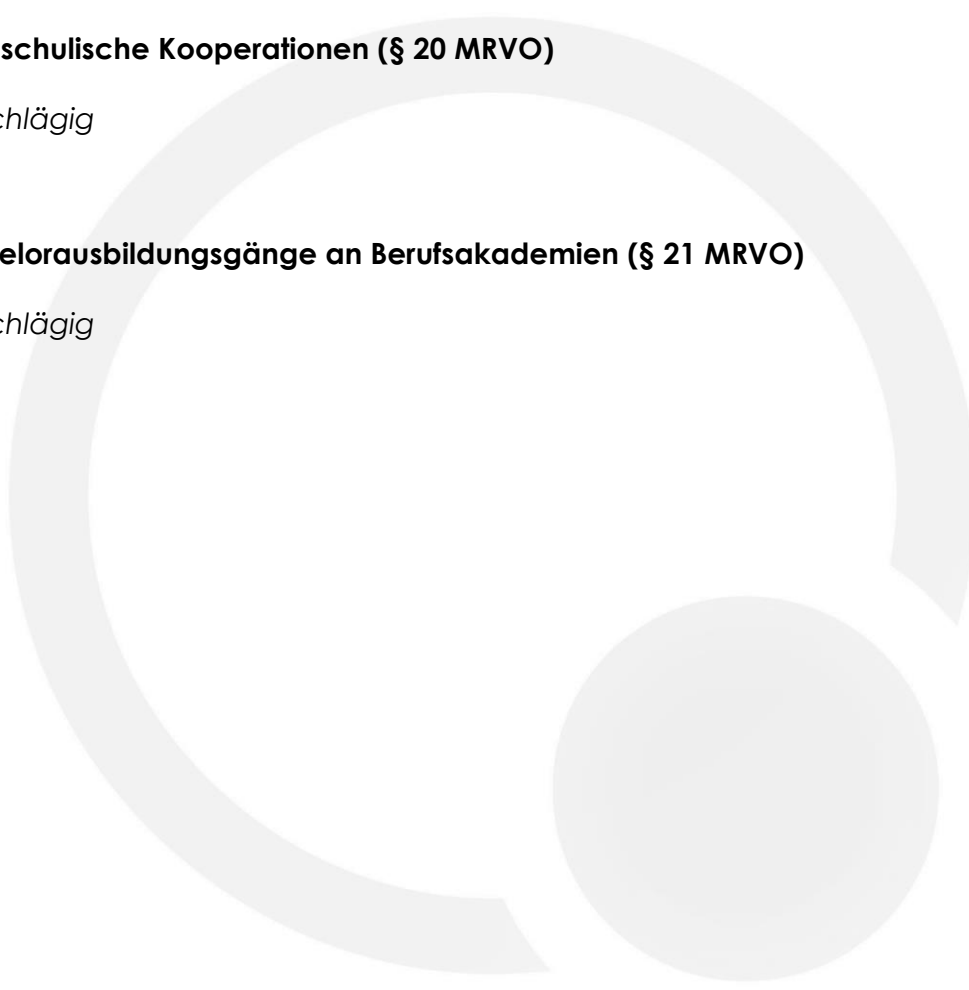 schulische Kooperationen (§ 20 MRVO)
chlägig
elorausbildungsgänge an Berufsakademien (§ 21 MRVO)
chlägig